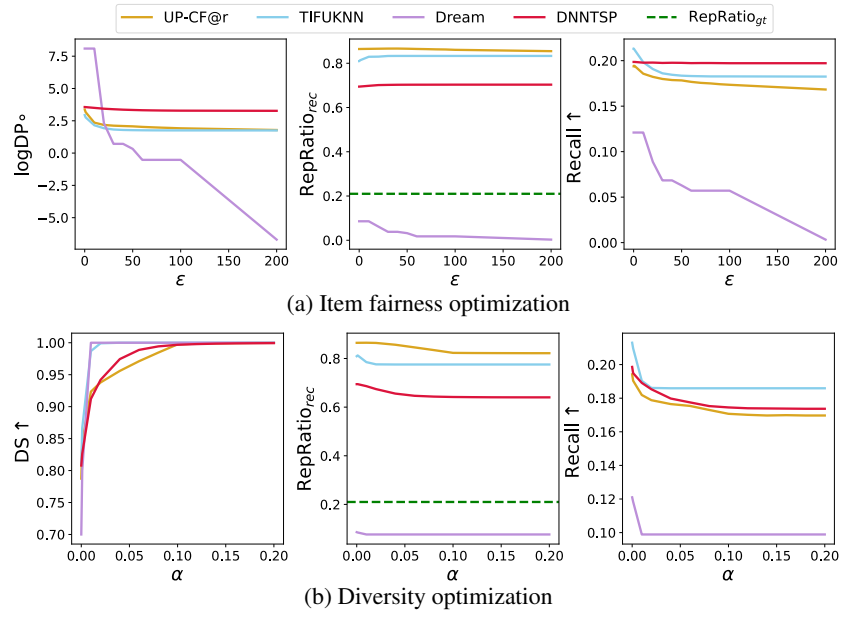 UP-CF@r TIFUKNN Dream DNNTSP RepRatio_gt
7.5
5.0
2.5
0.0
−2.5
−5.0
logDP∘
0 50 100 150 200
ε
0.8
0.6
0.4
0.2
0.0
RepRatio_rec
0 50 100 150 200
ε
0.20
0.15
0.10
0.05
0.00
Recall ↑
0 50 100 150 200
ε
(a) Item fairness optimization
1.00
0.95
0.90
0.85
0.80
0.75
0.70
DS ↑
0.00 0.05 0.10 0.15 0.20
α
0.8
0.6
0.4
0.2
RepRatio_rec
0.00 0.05 0.10 0.15 0.20
α
0.20
0.18
0.16
0.14
0.12
0.10
Recall ↑
0.00 0.05 0.10 0.15 0.20
α
(b) Diversity optimization